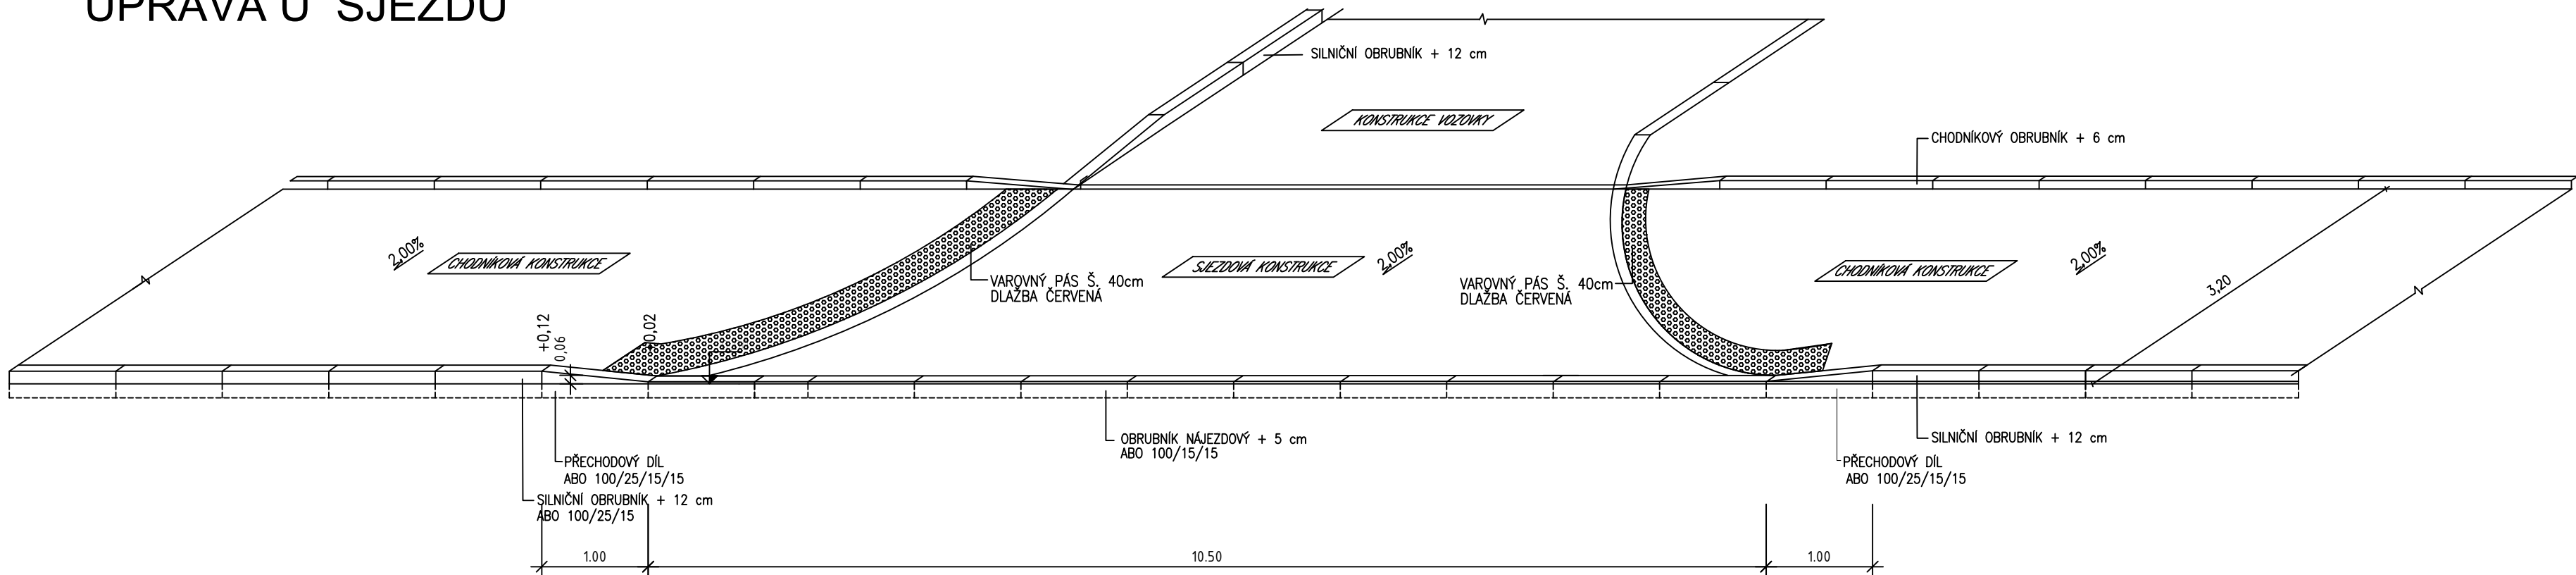 ÚPRAVA U SJEZDU
SILNIČNÍ OBRUBNÍK + 12 cm
KONSTRUKCE VOZOVKY
CHODNÍKOVÝ OBRUBNÍK + 6 cm
2,00%
CHODNÍKOVÁ KONSTRUKCE
VAROVNÝ PÁS Š. 40cm
DLAŽBA ČERVENÁ
SJEZDOVÁ KONSTRUKCE
2,00%
VAROVNÝ PÁS Š. 40cm
DLAŽBA ČERVENÁ
CHODNÍKOVÁ KONSTRUKCE
2,00%
3,20
+0,12
0,06
+0,02
OBRUBNÍK NÁJEZDOVÝ + 5 cm
ABO 100/15/15
SILNIČNÍ OBRUBNÍK + 12 cm
PŘECHODOVÝ DÍL
ABO 100/25/15/15
PŘECHODOVÝ DÍL
ABO 100/25/15/15
SILNIČNÍ OBRUBNÍK + 12 cm
ABO 100/25/15
1.00
10.50
1.00